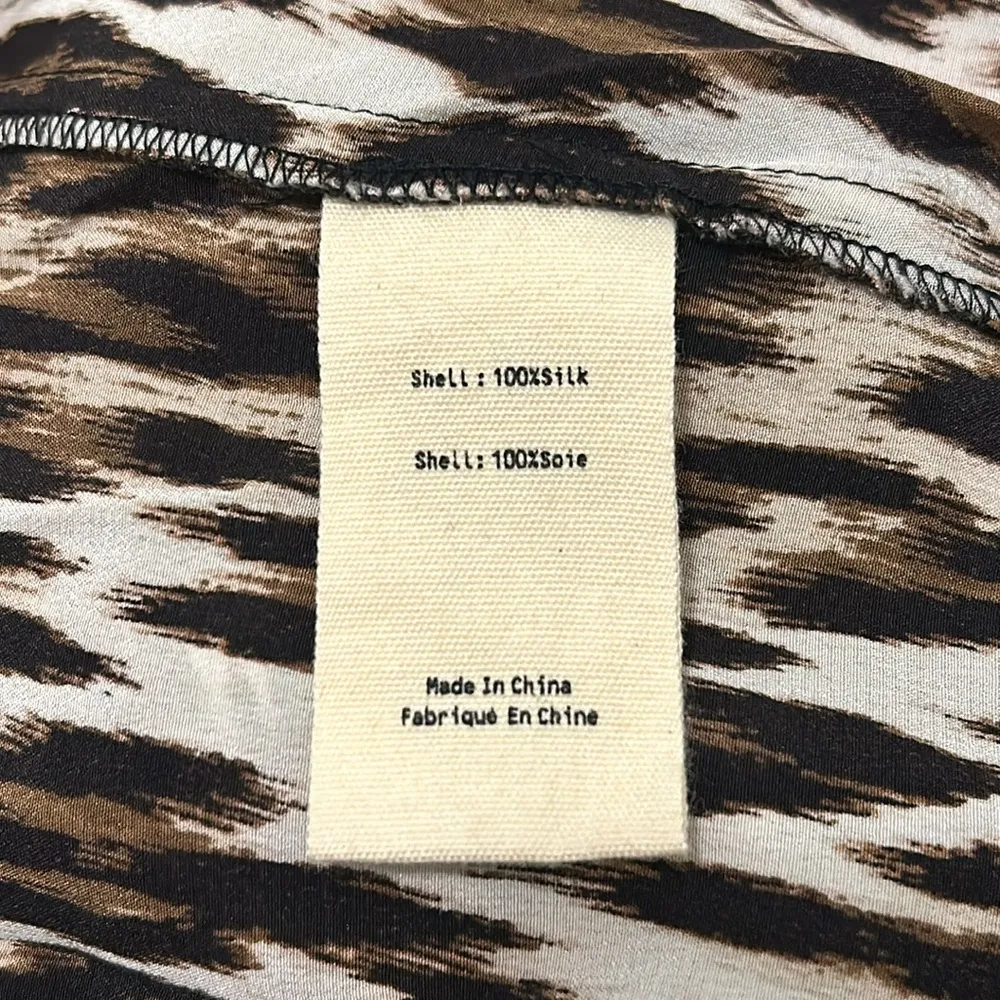 Shell : 100%Silk
Shell: 100%Soie
Made In China
Fabriqué En Chine